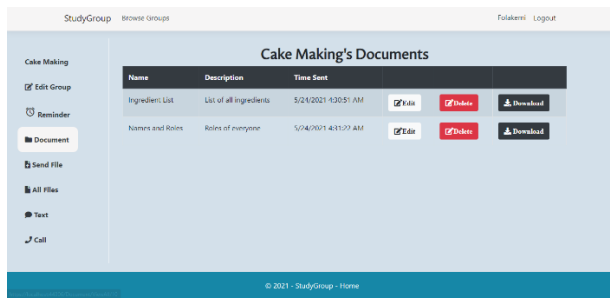 StudyGroup Browse Groups Folakemi Logout
Cake Making's Documents
Cake Making
Edit Group
Reminder
Document
Send File
All Files
Text
Call
Name Description Time Sent
Ingredient List List of all ingredients 5/24/2021 4:30:51 AM Edit Delete Download
Names and Roles Roles of everyone 5/24/2021 4:31:22 AM Edit Delete Download
© 2021 - StudyGroup - Home